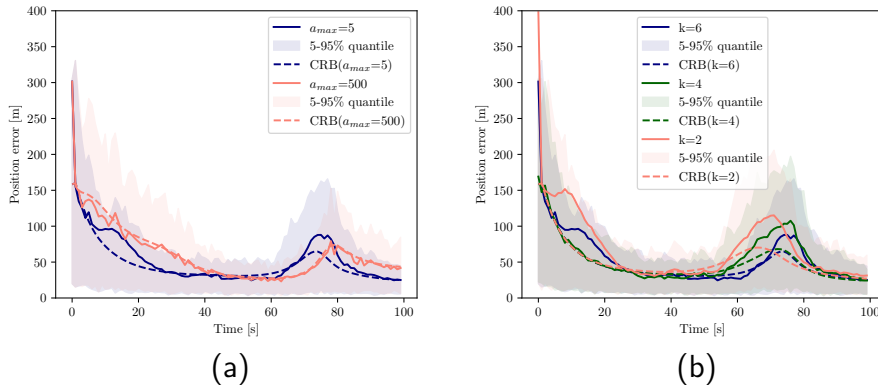 400
350
300
250
200
150
100
50
0
Position error [m]
0 20 40 60 80 100
Time [s]
a_max=5
5-95% quantile
CRB(a_max=5)
a_max=500
5-95% quantile
CRB(a_max=500)
(a)
400
350
300
250
200
150
100
50
0
Position error [m]
0 20 40 60 80 100
Time [s]
k=6
5-95% quantile
CRB(k=6)
k=4
5-95% quantile
CRB(k=4)
k=2
5-95% quantile
CRB(k=2)
(b)